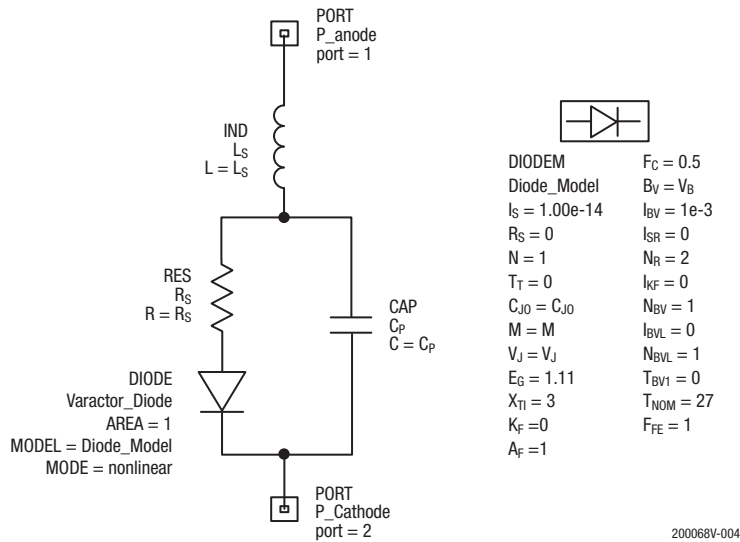 PORT
P_anode
port = 1
IND
LS
L = LS
RES
RS
R = RS
CAP
CP
C = CP
DIODE
Varactor_Diode
AREA = 1
MODEL = Diode_Model
MODE = nonlinear
PORT
P_Cathode
port = 2
DIODEM
Diode_Model
IS = 1.00e-14
RS = 0
N = 1
TT = 0
CJ0 = CJ0
M = M
VJ = VJ
EG = 1.11
XTI = 3
KF =0
AF =1
FC = 0.5
BV = VB
IBV = 1e-3
ISR = 0
NR = 2
IKF = 0
NBV = 1
IBVL = 0
NBVL = 1
TBV1 = 0
TNOM = 27
FFE = 1
200068V-004